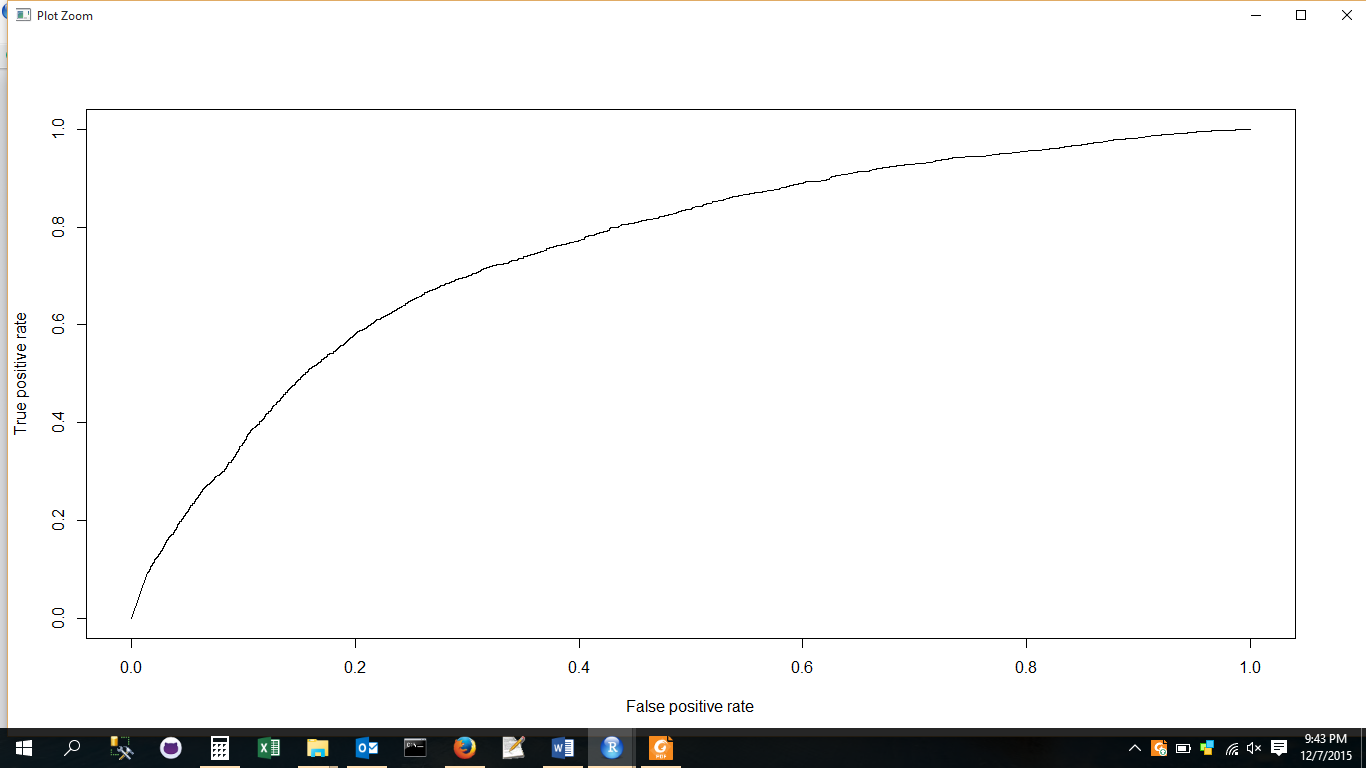 Plot Zoom
1.0
0.8
0.6
0.4
0.2
0.0
True positive rate
0.0 0.2 0.4 0.6 0.8 1.0
False positive rate
9:43 PM
12/7/2015